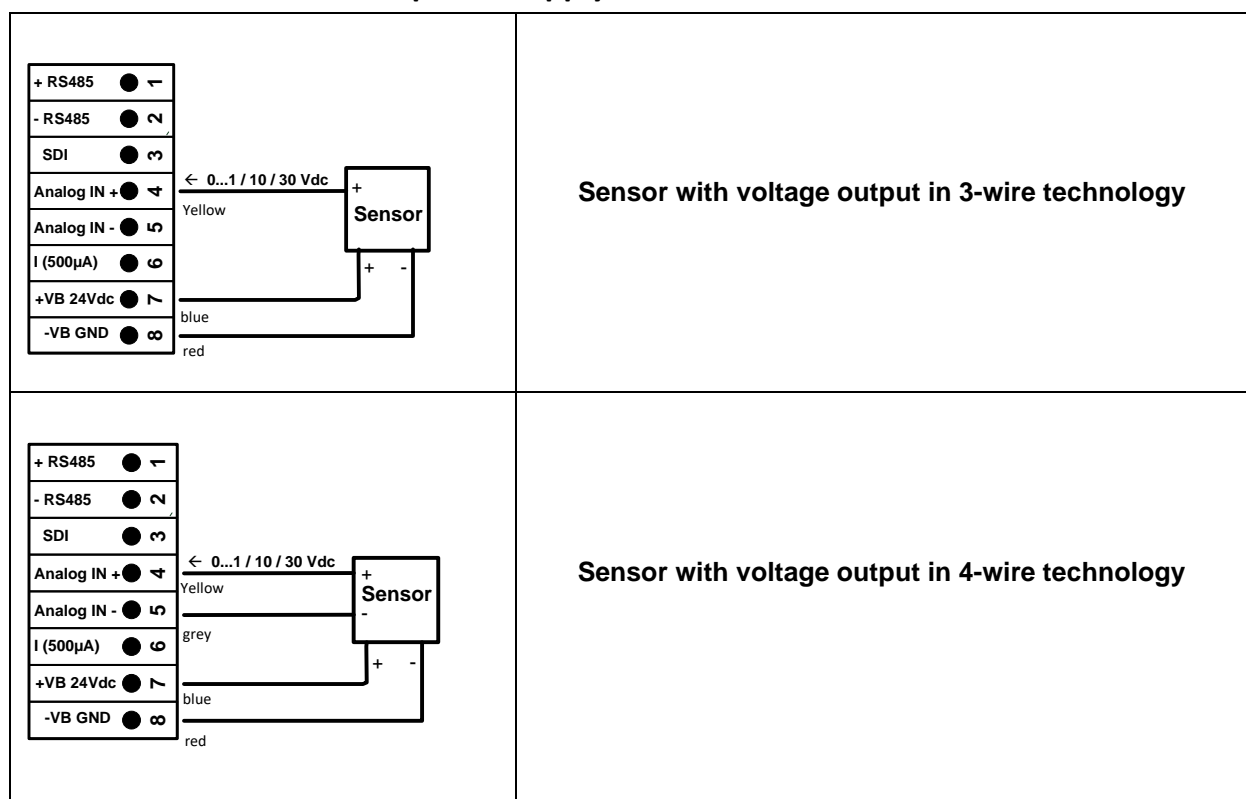 + RS485 1
- RS485 2
SDI 3
Analog IN + 4
Analog IN - 5
I (500µA) 6
+VB 24Vdc 7
-VB GND 8
← 0...1 / 10 / 30 Vdc
Yellow
+
Sensor
+ -
blue
red
Sensor with voltage output in 3-wire technology
+ RS485 1
- RS485 2
SDI 3
Analog IN + 4
Analog IN - 5
I (500µA) 6
+VB 24Vdc 7
-VB GND 8
← 0...1 / 10 / 30 Vdc
Yellow
+
Sensor
-
grey
+ -
blue
red
Sensor with voltage output in 4-wire technology